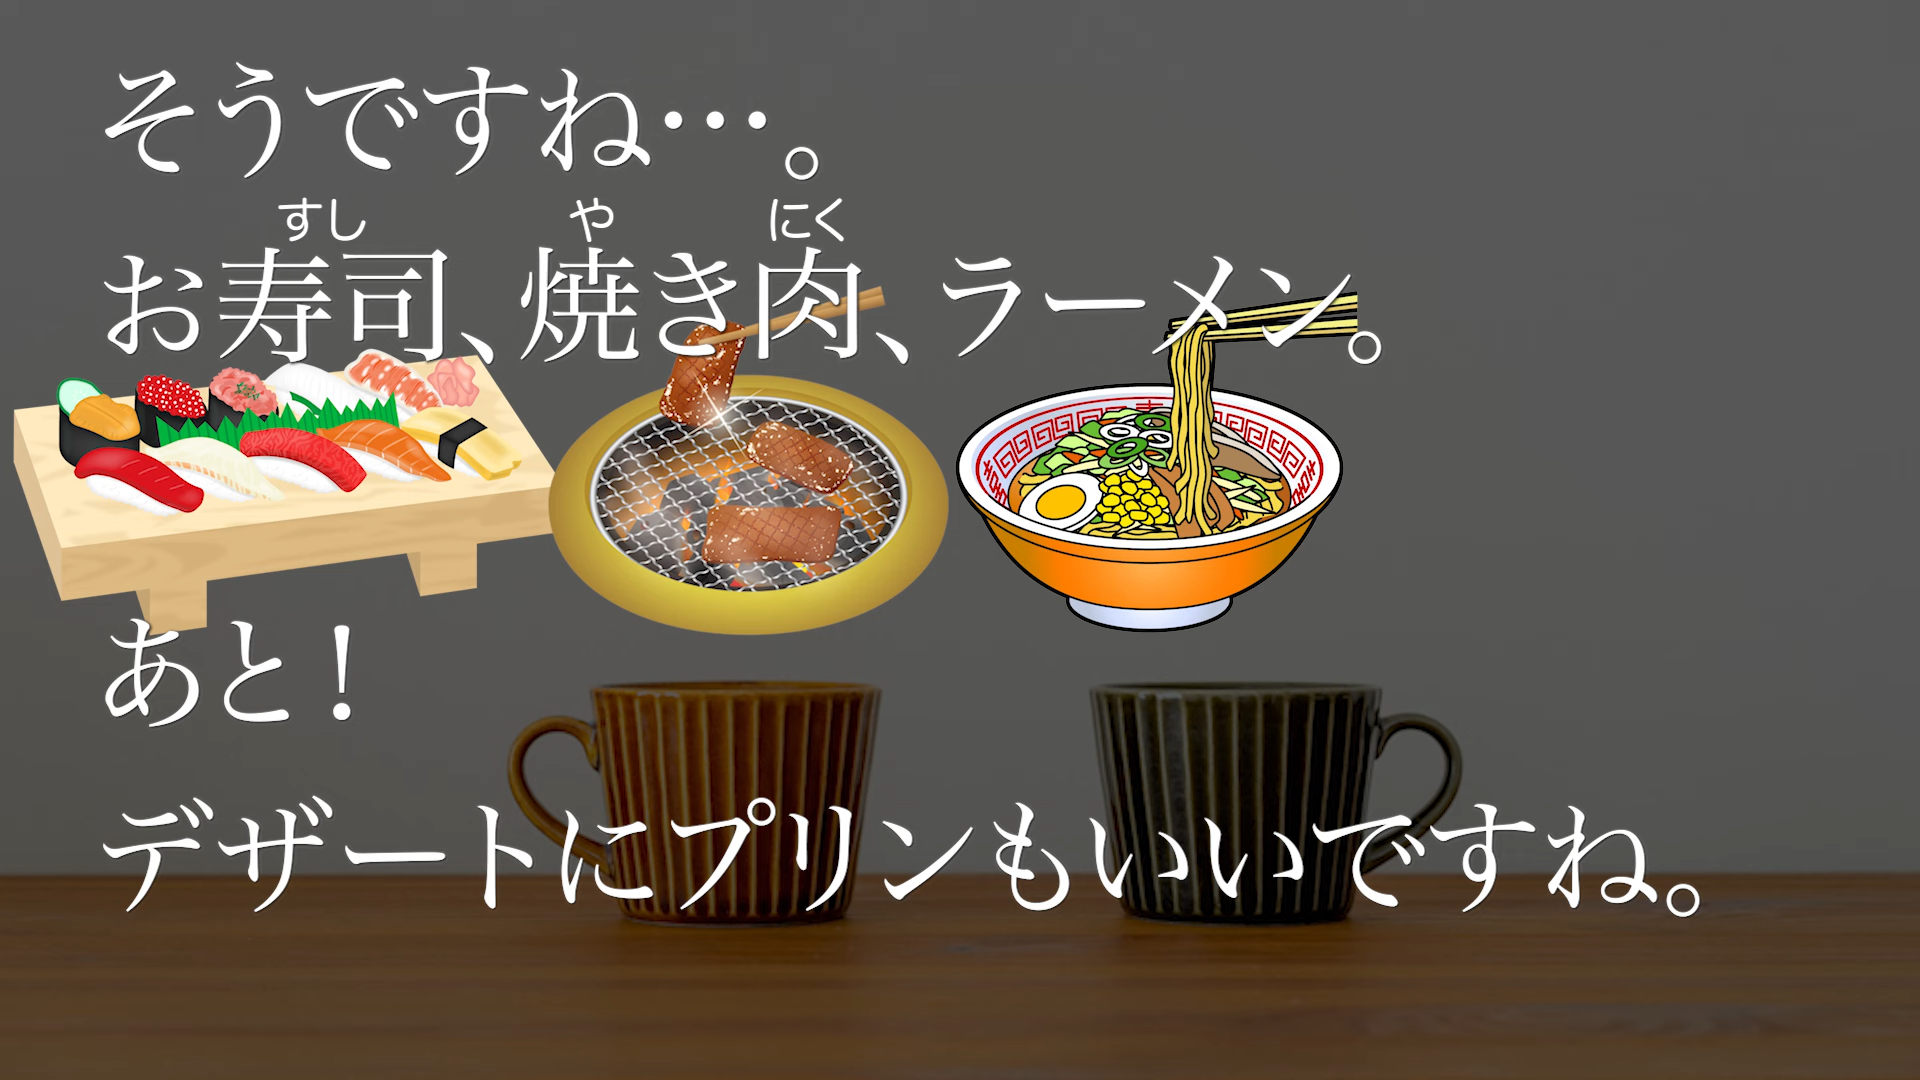 そうですね…。
すし や にく
お寿司、焼き肉、ラーメン。
あと！
デザートにプリンもいいですね。